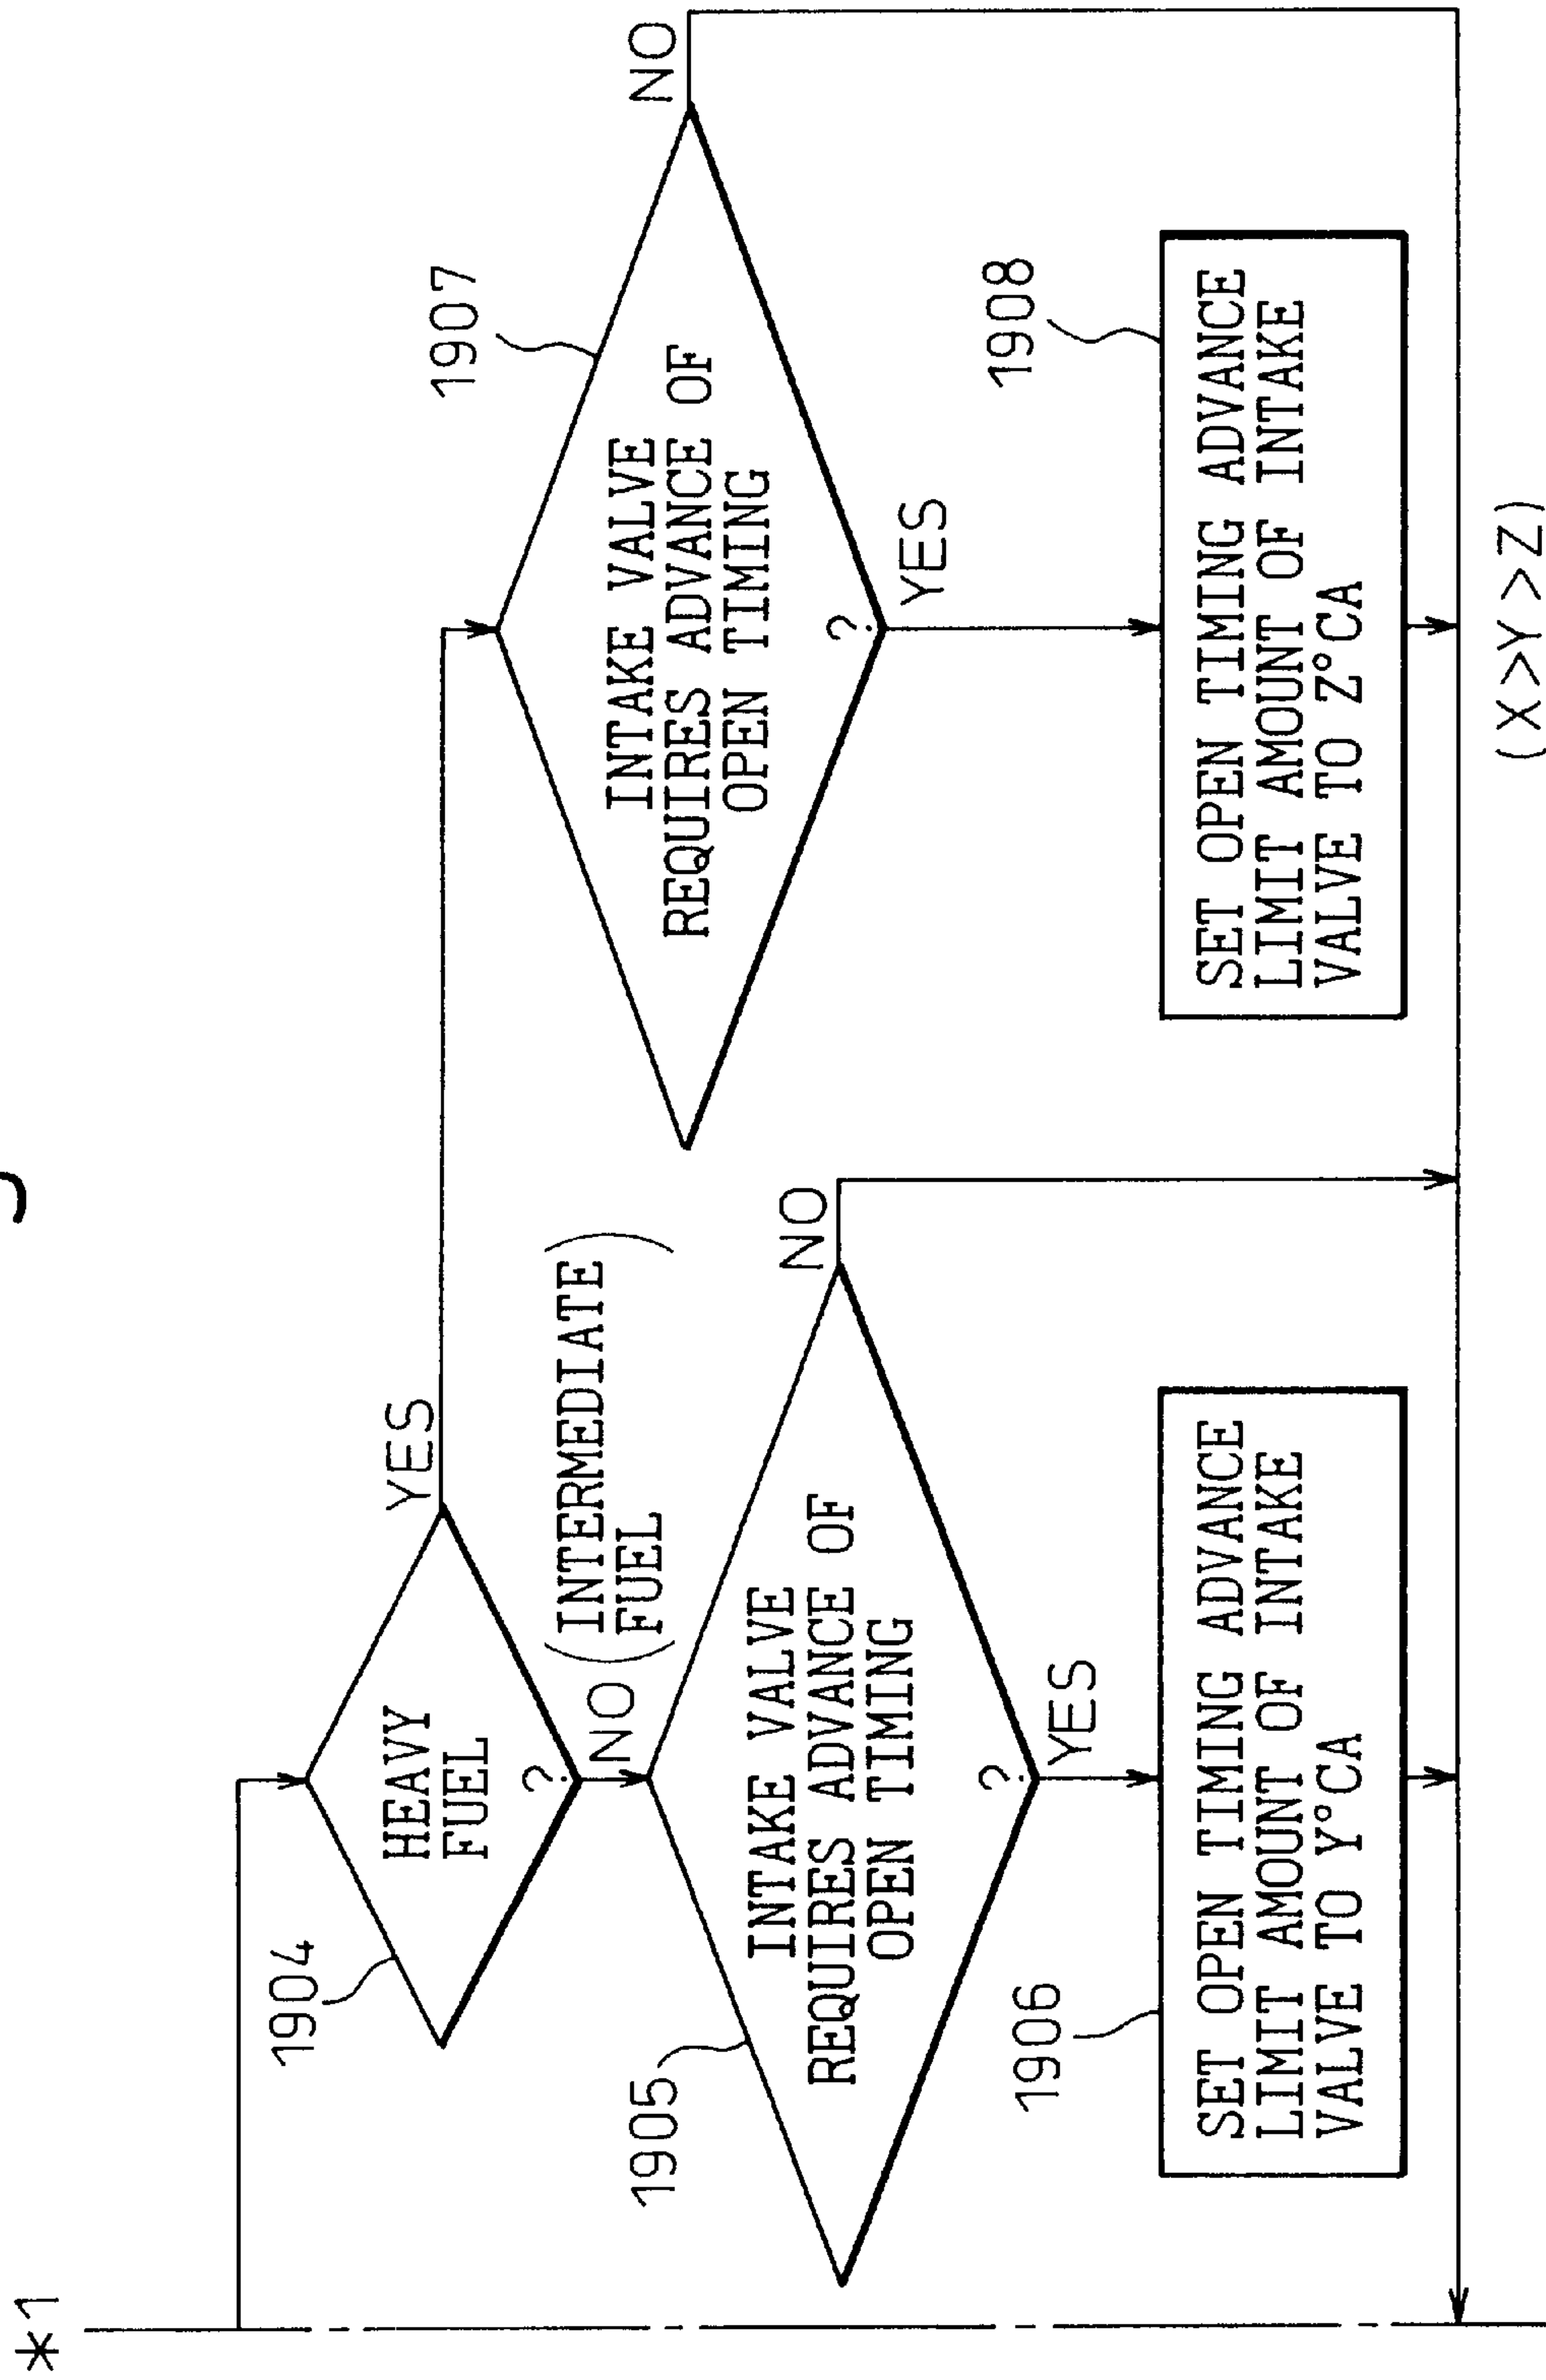 *1
1904
HEAVY
FUEL
?
YES
NO
(INTERMEDIATE
FUEL)
1905
INTAKE VALVE
REQUIRES ADVANCE OF
OPEN TIMING
?
NO
YES
1906
SET OPEN TIMING ADVANCE
LIMIT AMOUNT OF INTAKE
VALVE TO Y°CA
1907
INTAKE VALVE
REQUIRES ADVANCE OF
OPEN TIMING
?
NO
YES
1908
SET OPEN TIMING ADVANCE
LIMIT AMOUNT OF INTAKE
VALVE TO Z°CA
(X>Y>Z)